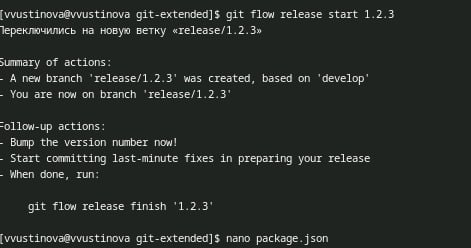 [vvustinova@vvustinova git-extended]$ git flow release start 1.2.3
Переключились на новую ветку «release/1.2.3»
Summary of actions:
- A new branch 'release/1.2.3' was created, based on 'develop'
- You are now on branch 'release/1.2.3'
Follow-up actions:
- Bump the version number now!
- Start committing last-minute fixes in preparing your release
- When done, run:
git flow release finish '1.2.3'
[vvustinova@vvustinova git-extended]$ nano package.json